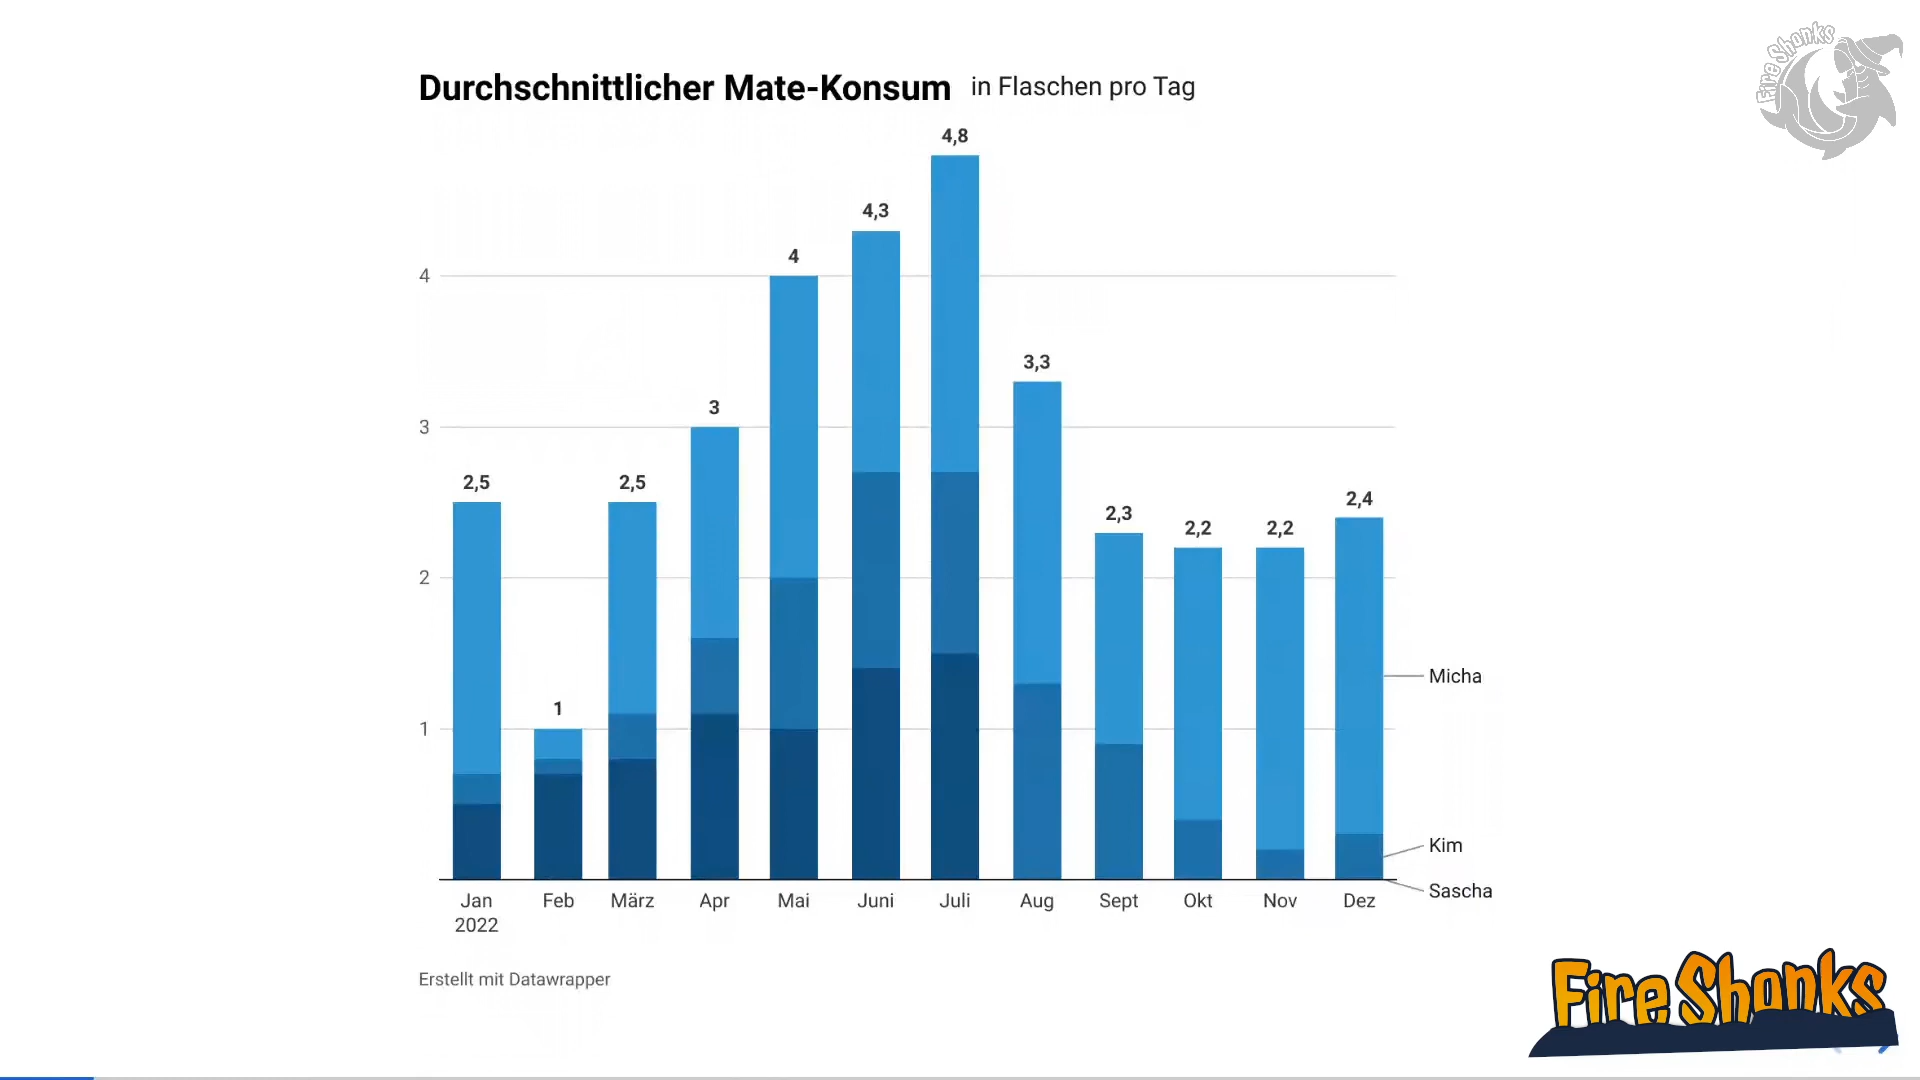 Fire Shonks
Durchschnittlicher Mate-Konsum in Flaschen pro Tag
4,8
4,3
4
4
3,3
3
3
2,5
2,5
2,4
2,3
2,2
2,2
2
1
1
Micha
Kim
Sascha
Jan Feb März Apr Mai Juni Juli Aug Sept Okt Nov Dez
2022
Erstellt mit Datawrapper
Fire Shonks